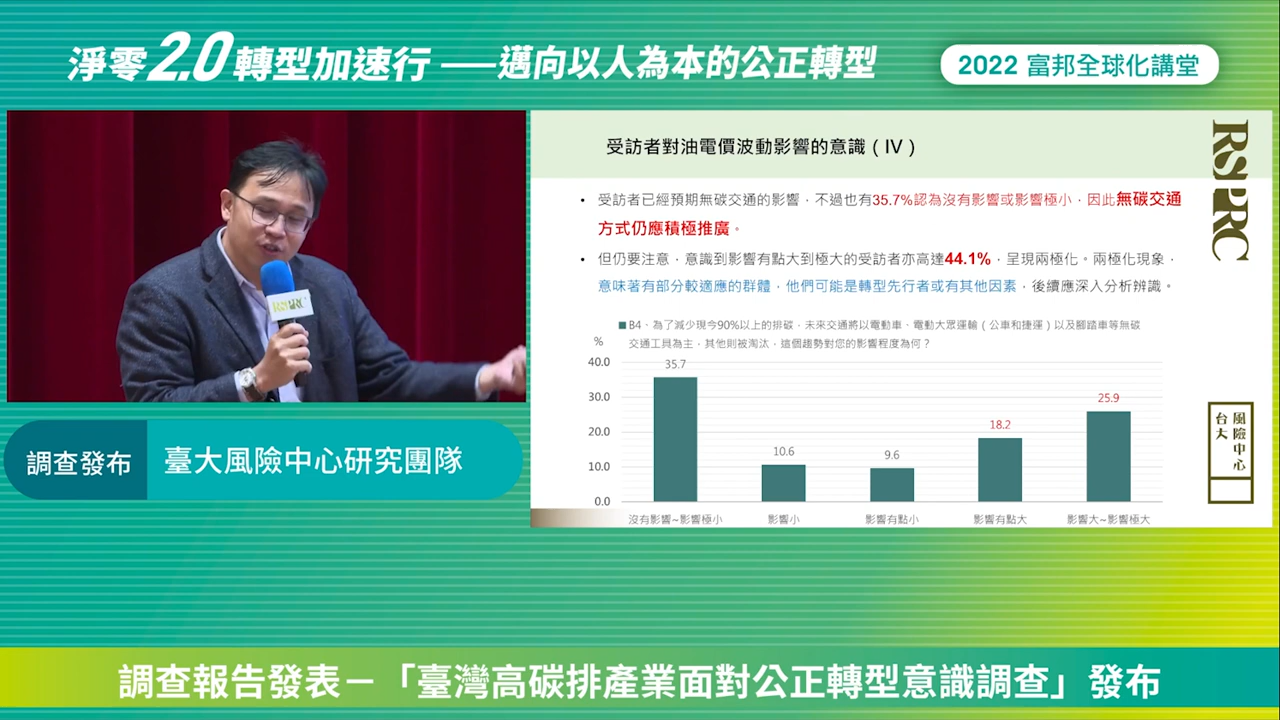 淨零2.0轉型加速行——邁向以人為本的公正轉型
2022 富邦全球化講堂
RSPRC
調查發布
臺大風險中心研究團隊
受訪者對油電價波動影響的意識（IV）
• 受訪者已經預期無碳交通的影響，不過也有35.7%認為沒有影響或影響極小，因此無碳交通
方式仍應積極推廣。
• 但仍要注意，意識到影響有點大到極大的受訪者亦高達44.1%，呈現兩極化。兩極化現象，
意味著有部分較適應的群體，他們可能是轉型先行者或有其他因素，後續應深入分析辨識。
B4、為了減少現今90%以上的排碳，未來交通將以電動車、電動大眾運輸（公車和捷運）以及腳踏車等無碳
交通工具為主，其他則被淘汰，這個趨勢對您的影響程度為何？
%
40.0
30.0
20.0
10.0
0.0
35.7
10.6
9.6
18.2
25.9
沒有影響~影響極小
影響小
影響有點小
影響有點大
影響大~影響極大
RSPRC
風險中心
台大
調查報告發表－「臺灣高碳排產業面對公正轉型意識調查」發布